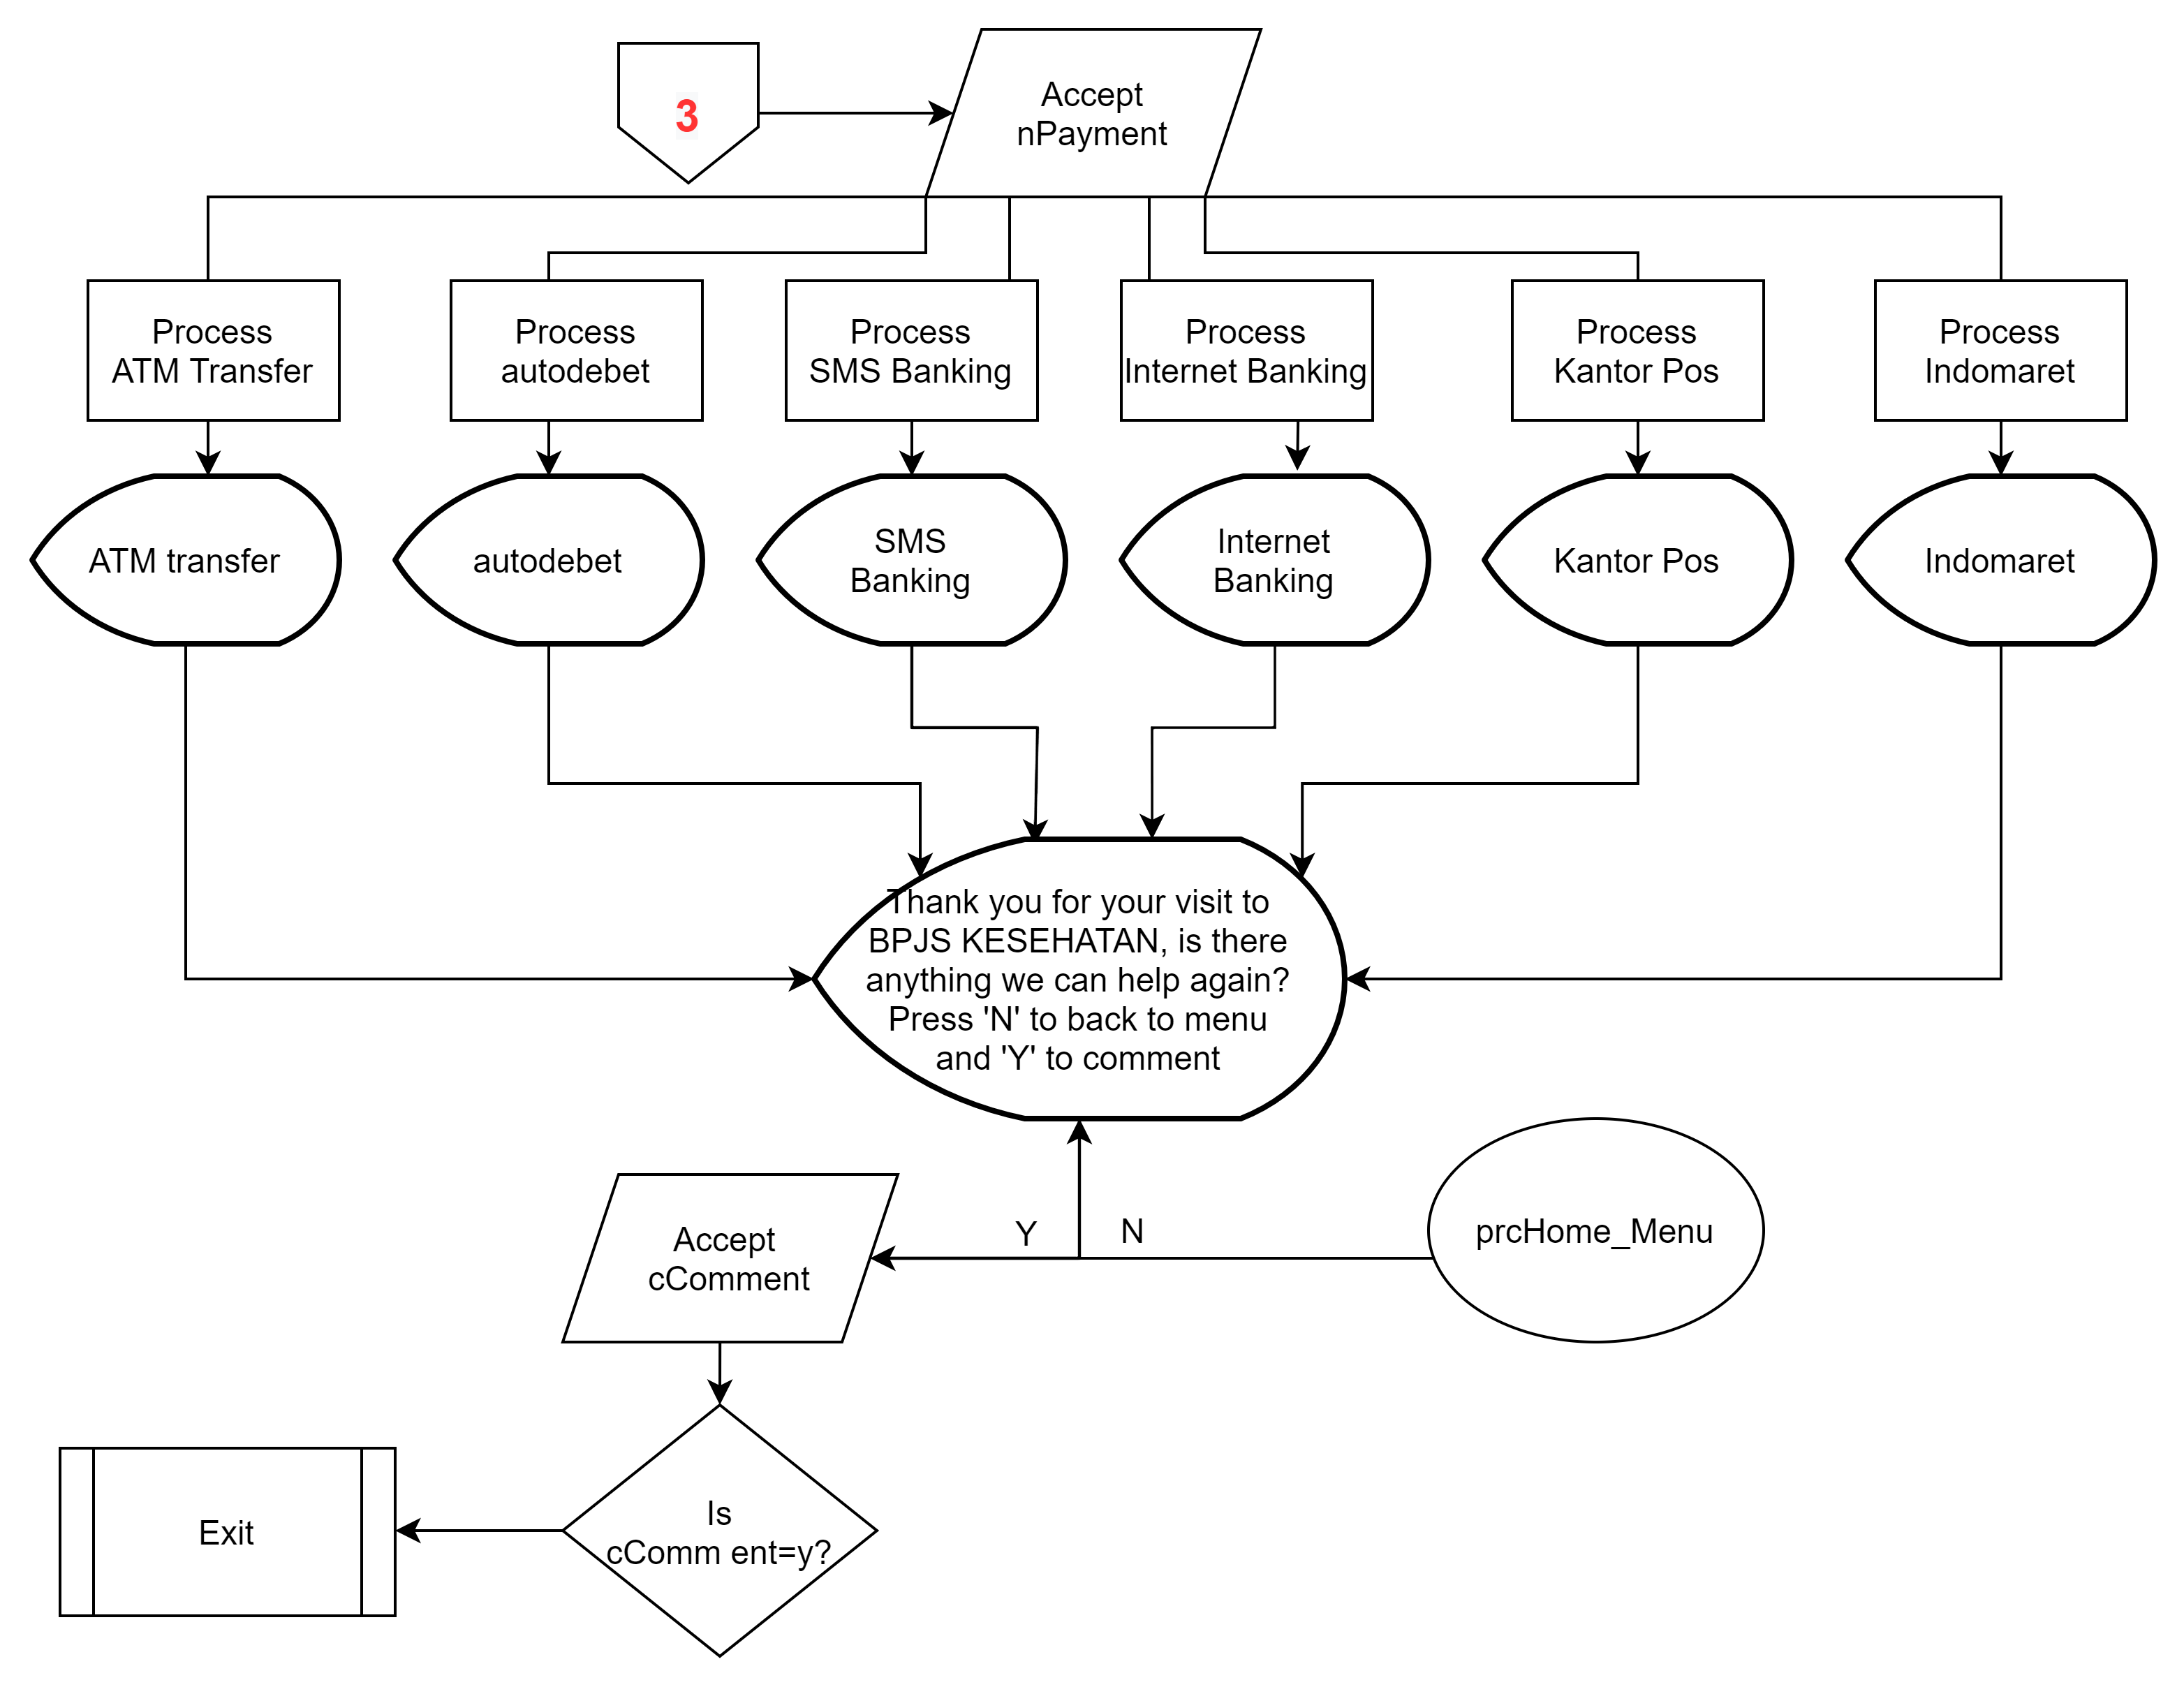 3
Accept
nPayment
Process
ATM Transfer
Process
autodebet
Process
SMS Banking
Process
Internet Banking
Process
Kantor Pos
Process
Indomaret
ATM transfer
autodebet
SMS
Banking
Internet
Banking
Kantor Pos
Indomaret
Thank you for your visit to
BPJS KESEHATAN, is there
anything we can help again?
Press 'N' to back to menu
and 'Y' to comment
Y
N
prcHome_Menu
Accept
cComment
Is
cComm ent=y?
Exit